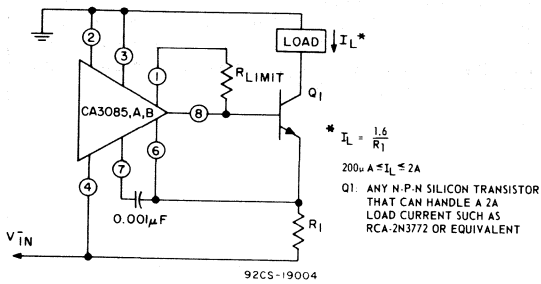 LOAD
I_L*
2
3
1
R_LIMIT
CA3085,A,B
8
Q1
7
6
4
0.001μF
R1
V⁻IN
* I_L = 1.6 / R1
200μA ≤ I_L ≤ 2A
Q1: ANY N-P-N SILICON TRANSISTOR
THAT CAN HANDLE A 2A
LOAD CURRENT SUCH AS
RCA-2N3772 OR EQUIVALENT
92CS-19004